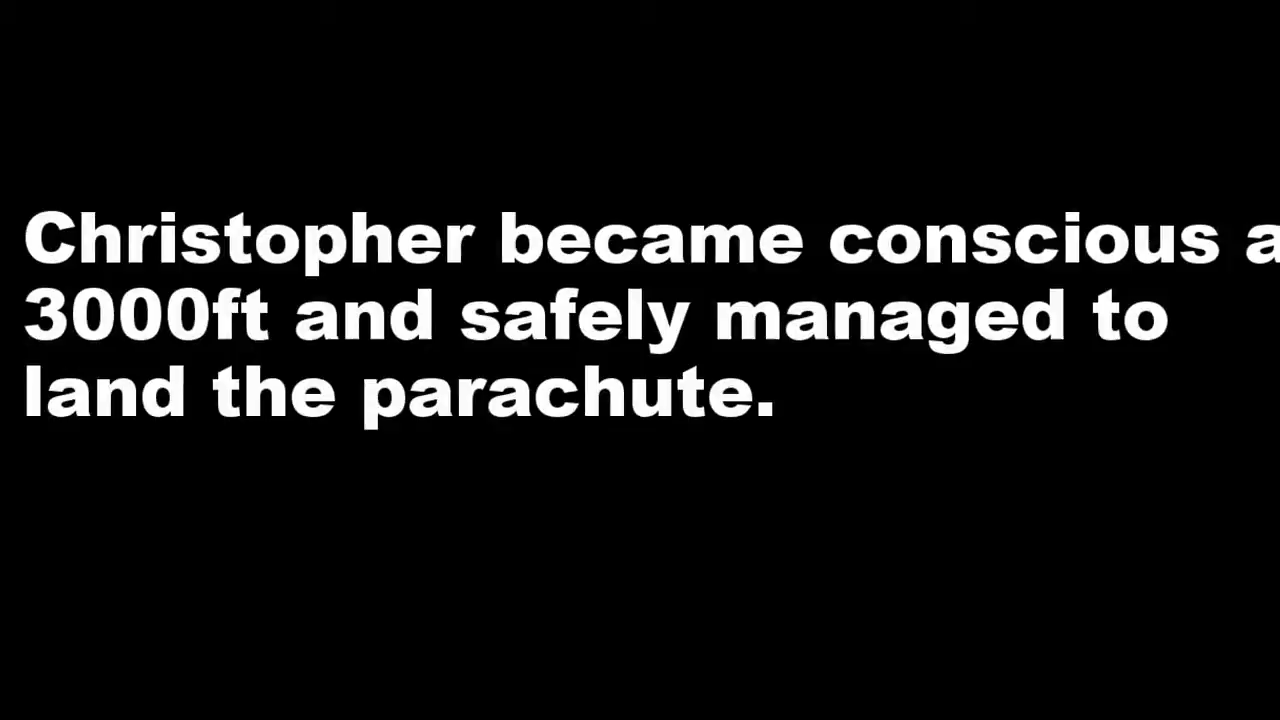 Christopher became conscious a
3000ft and safely managed to
land the parachute.